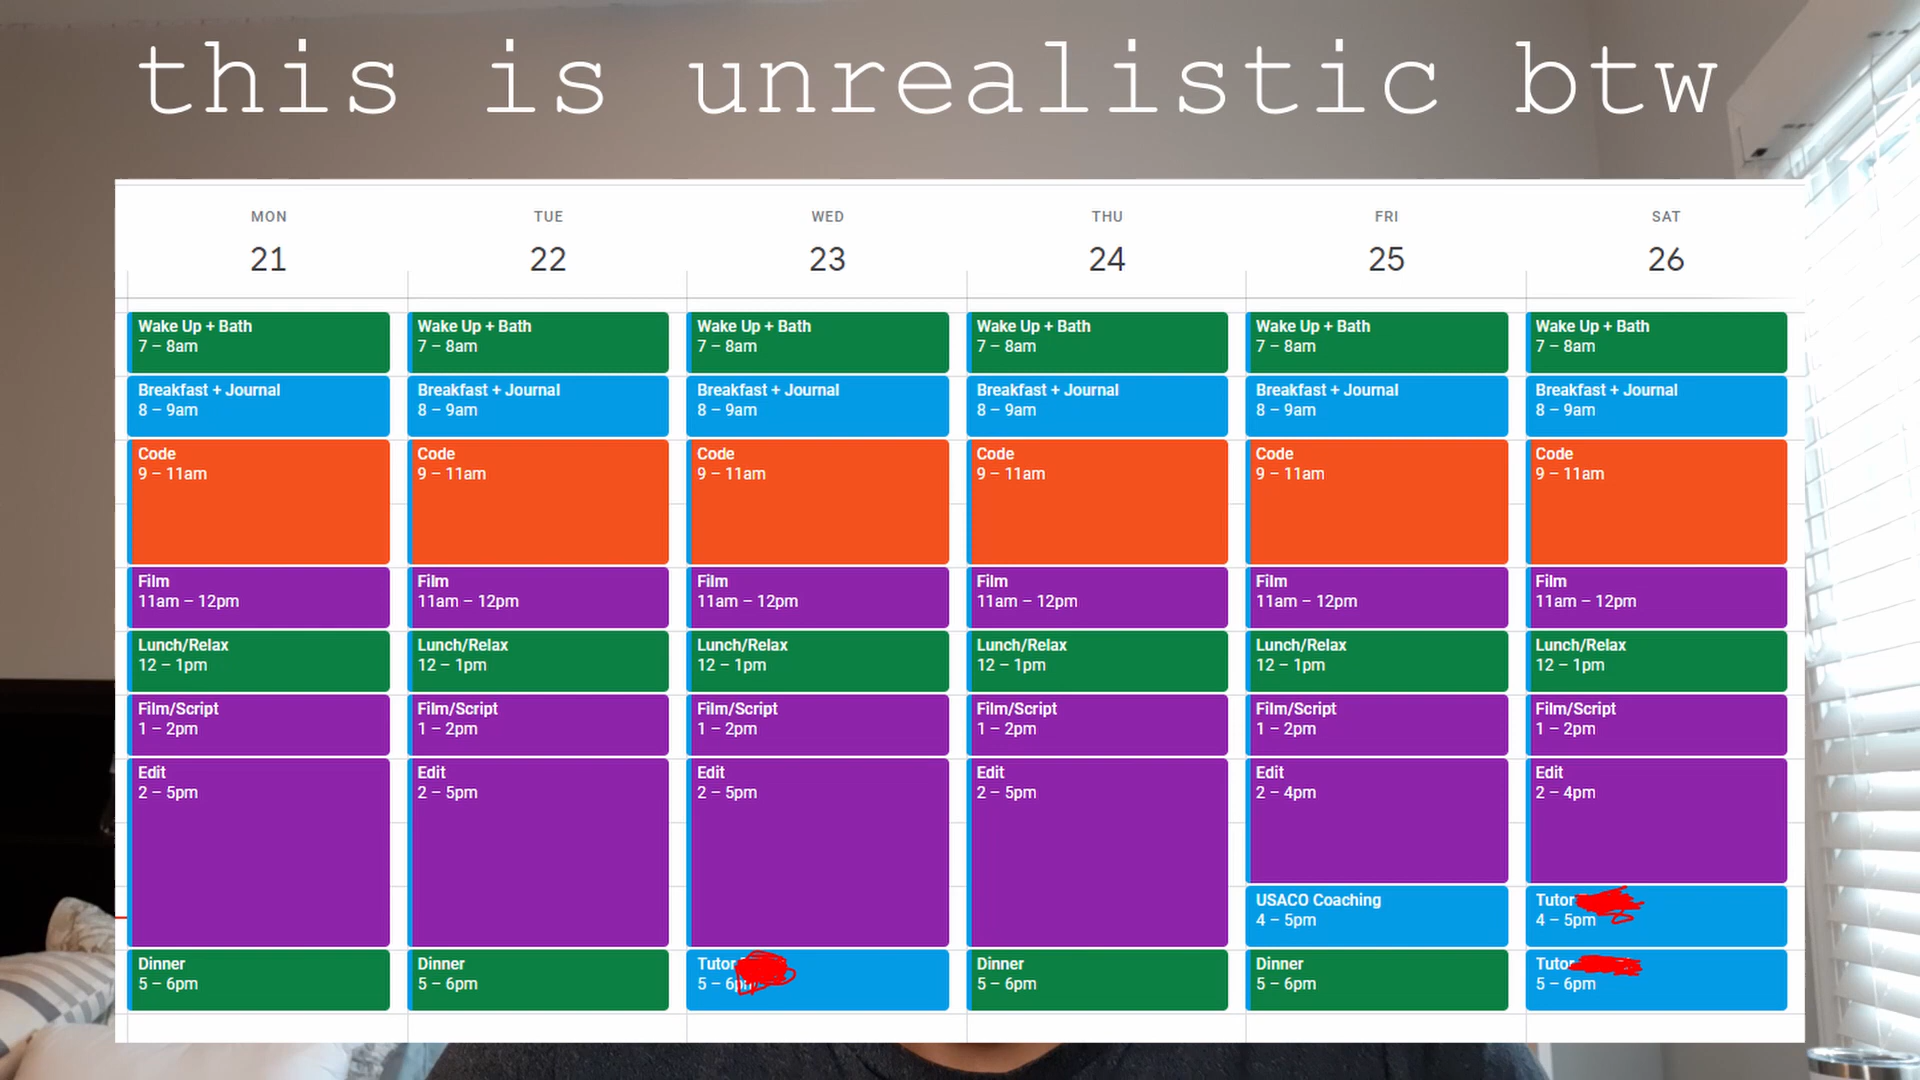 this is unrealistic btw
MON TUE WED THU FRI SAT
21 22 23 24 25 26
Wake Up + Bath Wake Up + Bath Wake Up + Bath Wake Up + Bath Wake Up + Bath Wake Up + Bath
7 – 8am 7 – 8am 7 – 8am 7 – 8am 7 – 8am 7 – 8am
Breakfast + Journal Breakfast + Journal Breakfast + Journal Breakfast + Journal Breakfast + Journal Breakfast + Journal
8 – 9am 8 – 9am 8 – 9am 8 – 9am 8 – 9am 8 – 9am
Code Code Code Code Code Code
9 – 11am 9 – 11am 9 – 11am 9 – 11am 9 – 11am 9 – 11am
Film Film Film Film Film Film
11am – 12pm 11am – 12pm 11am – 12pm 11am – 12pm 11am – 12pm 11am – 12pm
Lunch/Relax Lunch/Relax Lunch/Relax Lunch/Relax Lunch/Relax Lunch/Relax
12 – 1pm 12 – 1pm 12 – 1pm 12 – 1pm 12 – 1pm 12 – 1pm
Film/Script Film/Script Film/Script Film/Script Film/Script Film/Script
1 – 2pm 1 – 2pm 1 – 2pm 1 – 2pm 1 – 2pm 1 – 2pm
Edit Edit Edit Edit Edit Edit
2 – 5pm 2 – 5pm 2 – 5pm 2 – 5pm 2 – 4pm 2 – 4pm
USACO Coaching Tutor
4 – 5pm 4 – 5pm
Dinner Dinner Tutor Dinner Dinner Tutor
5 – 6pm 5 – 6pm 5 – 6pm 5 – 6pm 5 – 6pm 5 – 6pm